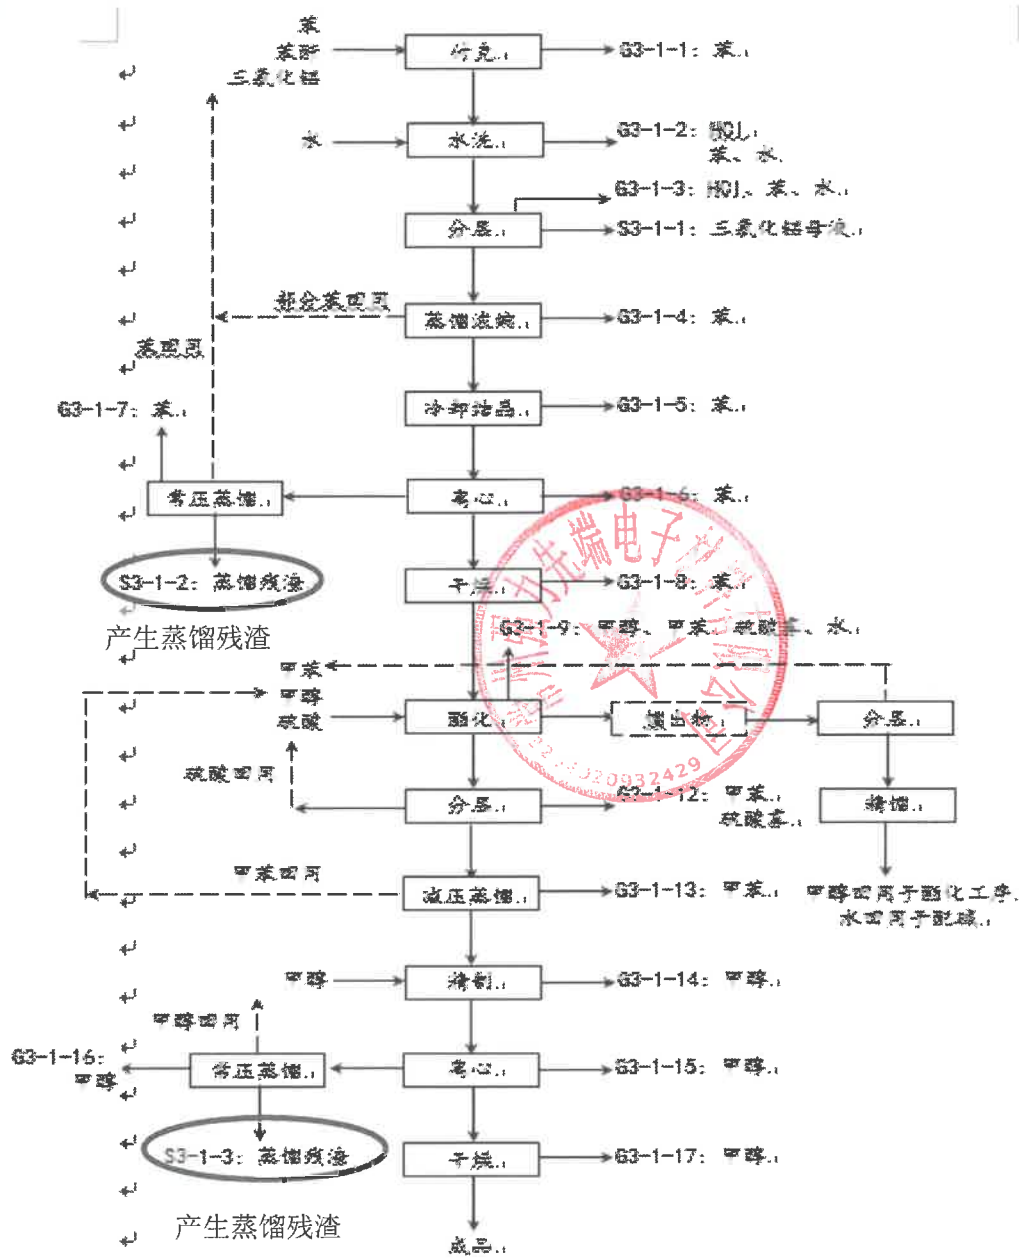 苯
苯酐
三氯化铝
付克
G3-1-1：苯
水
水洗
G3-1-2：HCl
苯、水
G3-1-3：HCl、苯、水
分层
S3-1-1：三氯化铝母液
部分苯回用
蒸馏浓缩
G3-1-4：苯
苯回用
冷却结晶
G3-1-5：苯
G3-1-7：苯
常压蒸馏
离心
G3-1-6：苯
S3-1-2：蒸馏残渣
干燥
G3-1-8：苯
产生蒸馏残渣
G3-1-9：甲醇、甲苯、硫酸雾、水
甲苯
甲醇
硫酸
酯化
馏出物
分层
硫酸回用
分层
G3-1-12：甲苯
硫酸雾
精馏
甲苯回用
减压蒸馏
G3-1-13：甲苯
甲醇回用于酯化工序
水回用于配碱
甲醇
精制
G3-1-14：甲醇
甲醇回用
G3-1-16：
甲醇
常压蒸馏
离心
G3-1-15：甲醇
S3-1-3：蒸馏残渣
干燥
G3-1-17：甲醇
产生蒸馏残渣
成品